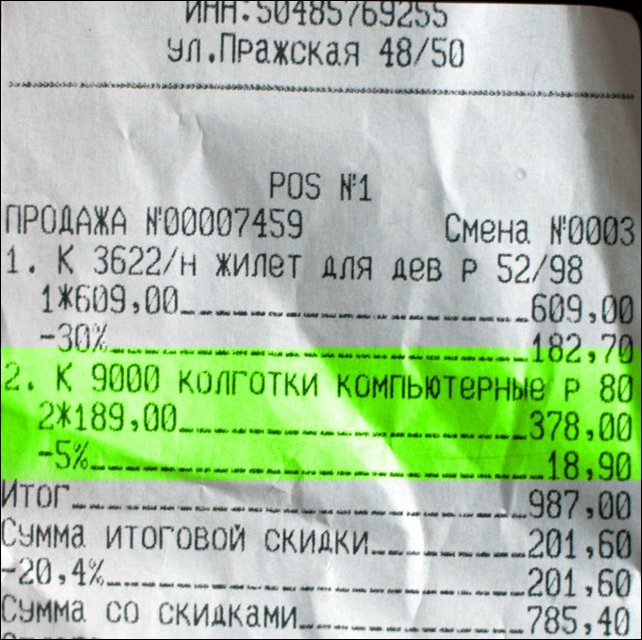 ИНН:50485769255
ул.Пражская 48/50
POS №1
ПРОДАЖА №00007459 Смена №0003
1. К 3622/н жилет для дев р 52/98
1*609,00 609,00
-30% 182,70
2. К 9000 колготки компьютерные р 80
2*189,00 378,00
-5% 18,90
Итог 987,00
Сумма итоговой скидки 201,60
-20,4% 201,60
Сумма со скидками 785,40